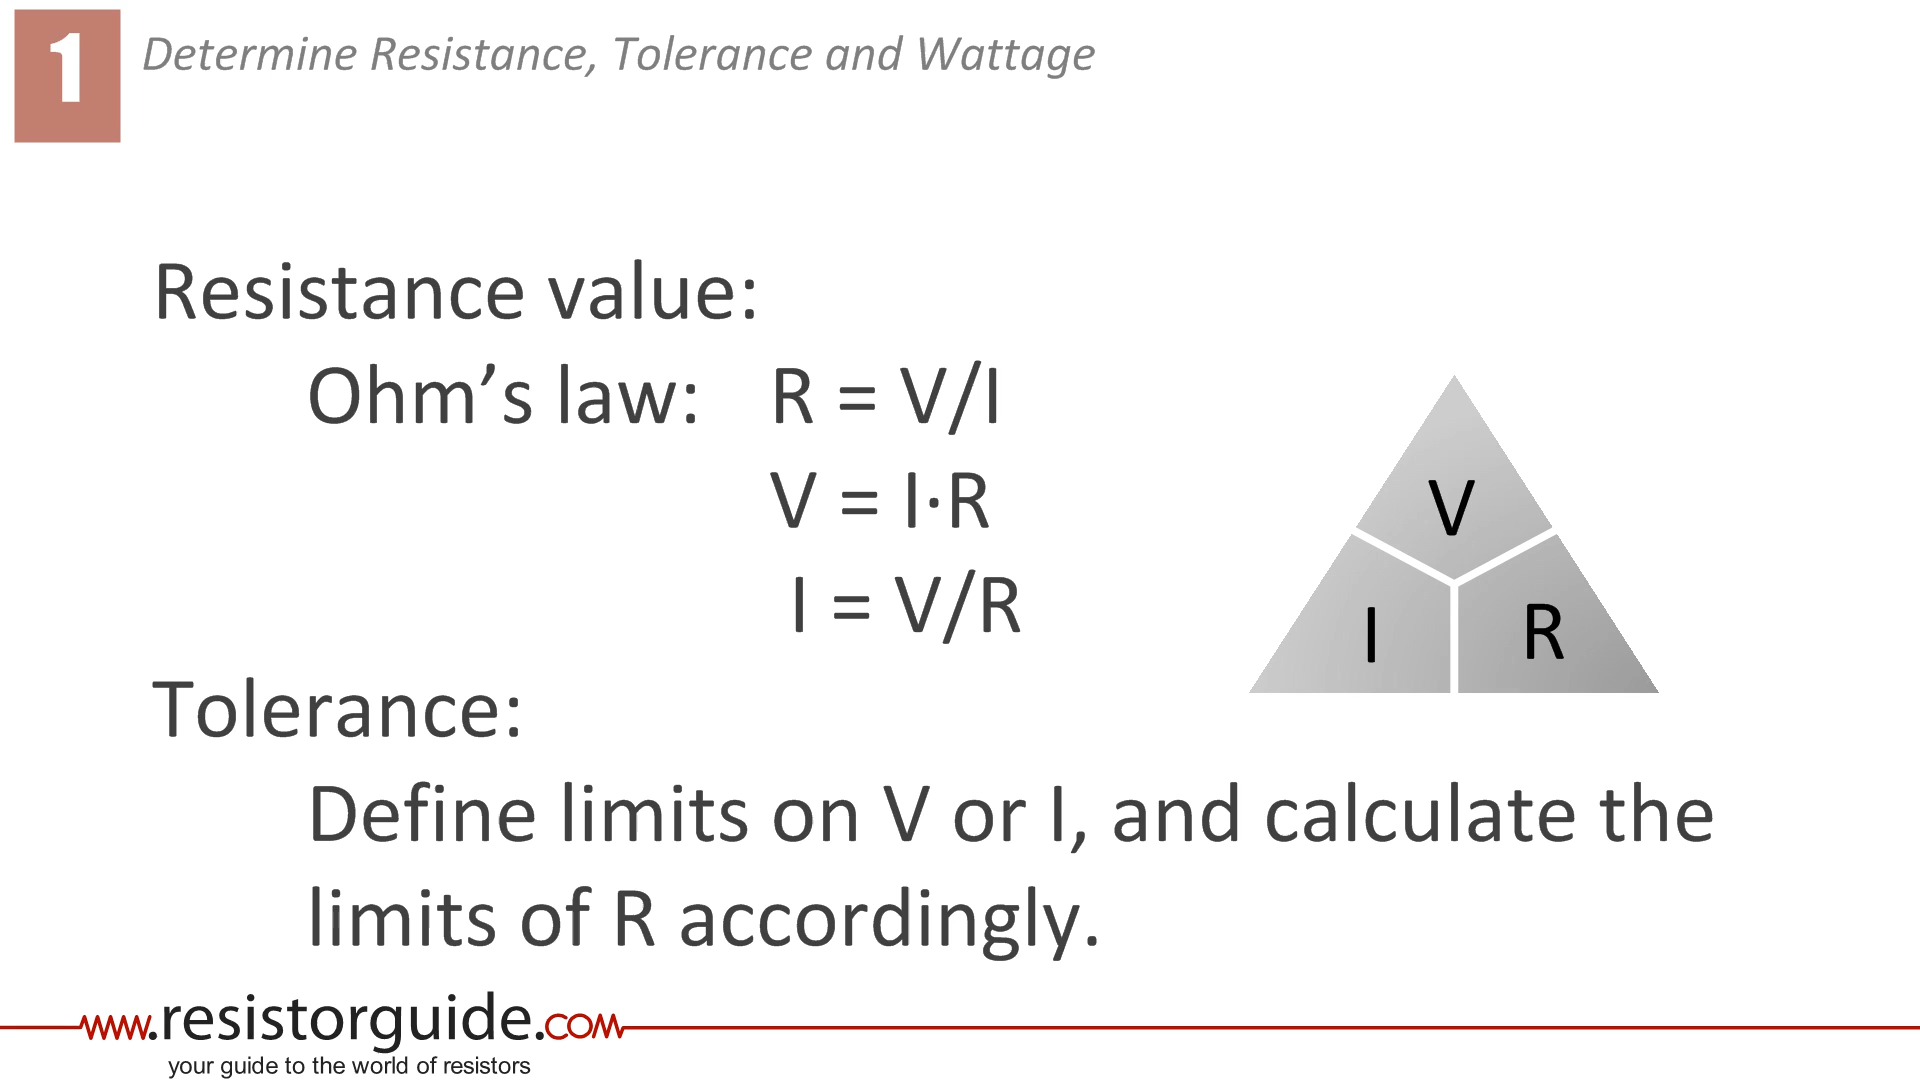 1
Determine Resistance, Tolerance and Wattage
Resistance value:
Ohm’s law: R = V/I
V = I·R
I = V/R
V
I R
Tolerance:
Define limits on V or I, and calculate the
limits of R accordingly.
www.resistorguide.com
your guide to the world of resistors